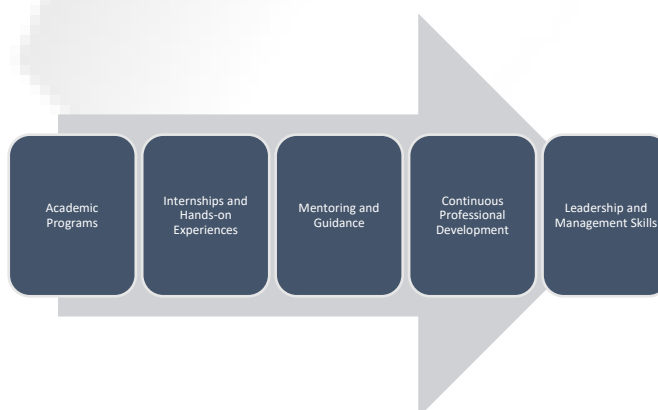 Academic
Programs
Internships and
Hands-on
Experiences
Mentoring and
Guidance
Continuous
Professional
Development
Leadership and
Management Skills